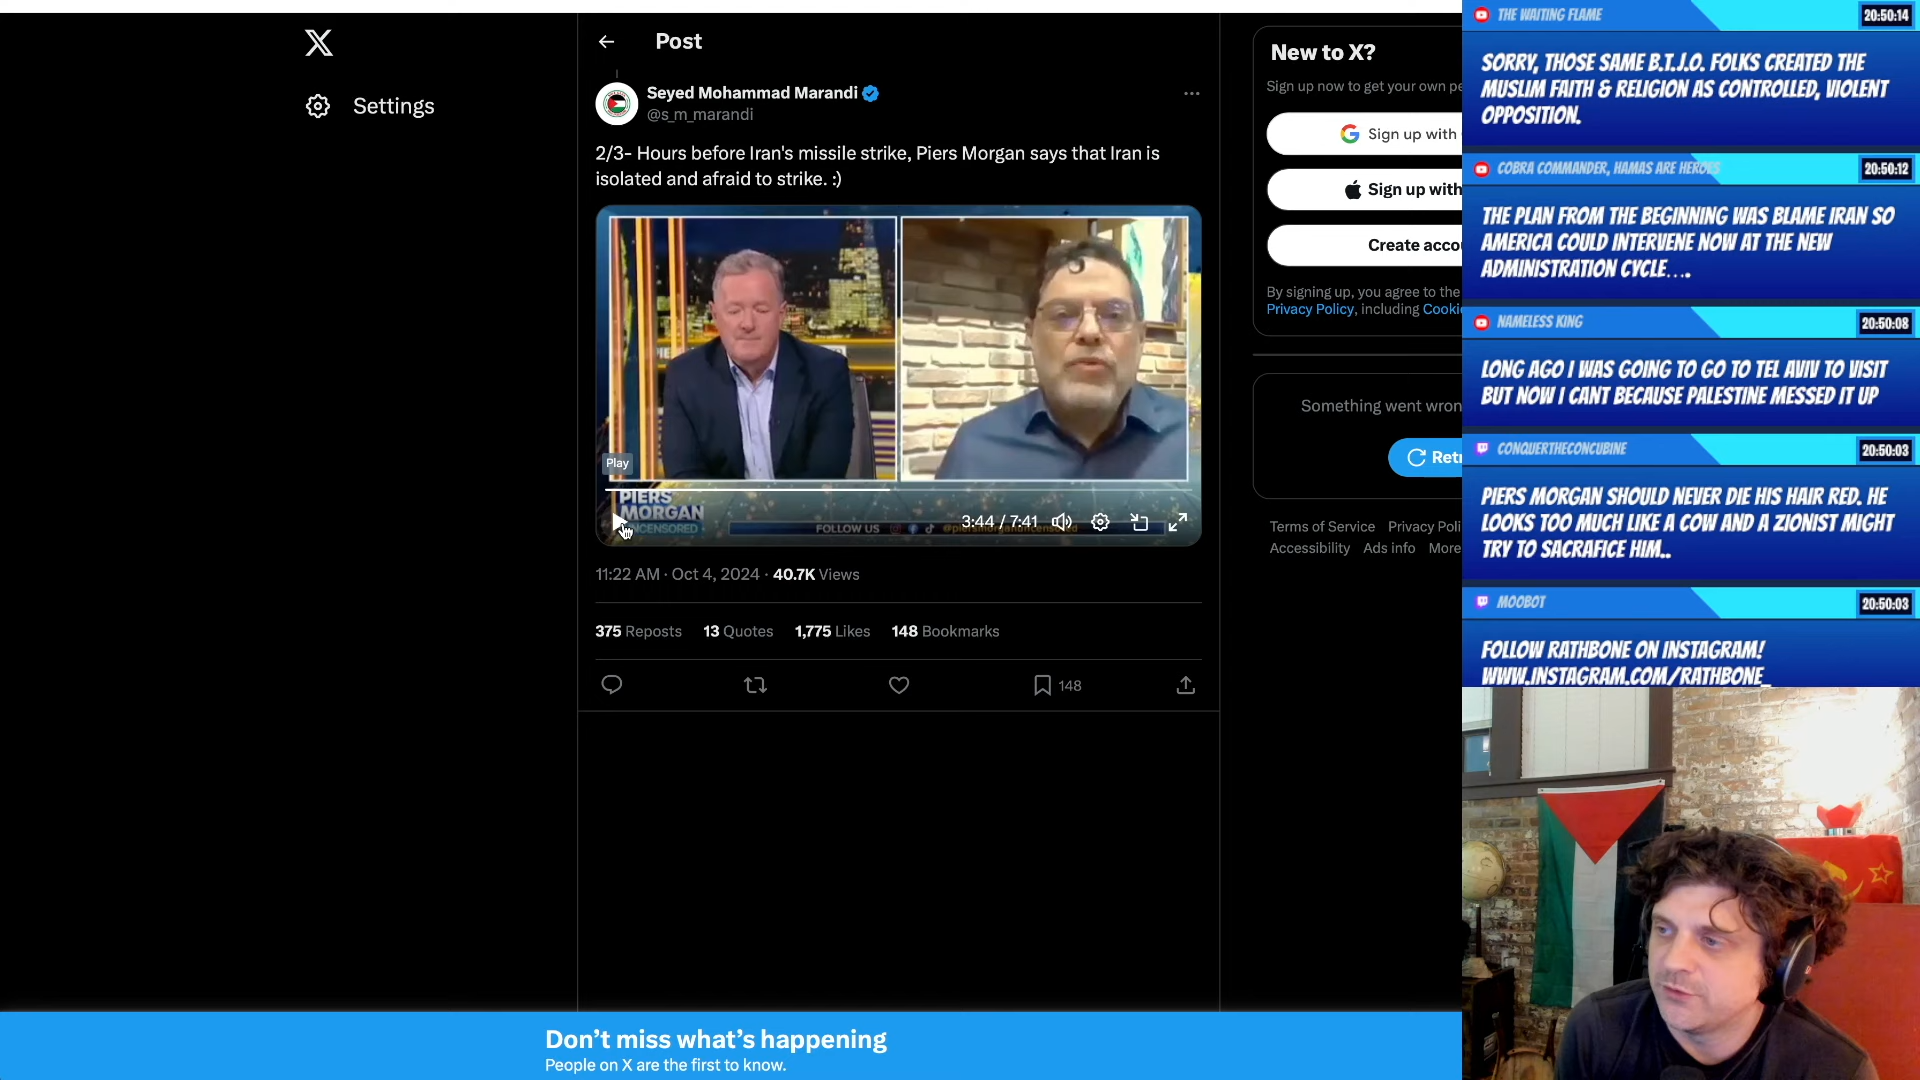 Post
Settings
Seyed Mohammad Marandi
@s_m_marandi
2/3- Hours before Iran's missile strike, Piers Morgan says that Iran is
isolated and afraid to strike. :)
Play
PIERS
MORGAN
UNCENSORED
FOLLOW US
3:44 / 7:41
11:22 AM · Oct 4, 2024 · 40.7K Views
375 Reposts 13 Quotes 1,775 Likes 148 Bookmarks
148
Don’t miss what’s happening
People on X are the first to know.
New to X?
Sign up now to get your own pe
Sign up with
Sign up with
Create acco
By signing up, you agree to the
Privacy Policy, including Cooki
Something went wron
Retr
Terms of Service Privacy Poli
Accessibility Ads info More
THE WAITING FLAME 20:50:14
SORRY, THOSE SAME B.T.J.O. FOLKS CREATED THE
MUSLIM FAITH & RELIGION AS CONTROLLED, VIOLENT
OPPOSITION.
COBRA COMMANDER, HAMAS ARE HEROES 20:50:12
THE PLAN FROM THE BEGINNING WAS BLAME IRAN SO
AMERICA COULD INTERVENE NOW AT THE NEW
ADMINISTRATION CYCLE….
NAMELESS KING 20:50:08
LONG AGO I WAS GOING TO GO TO TEL AVIV TO VISIT
BUT NOW I CANT BECAUSE PALESTINE MESSED IT UP
CONQUERTHECONCUBINE 20:50:03
PIERS MORGAN SHOULD NEVER DIE HIS HAIR RED. HE
LOOKS TOO MUCH LIKE A COW AND A ZIONIST MIGHT
TRY TO SACRAFICE HIM..
MOOBOT 20:50:03
FOLLOW RATHBONE ON INSTAGRAM!
WWW.INSTAGRAM.COM/RATHBONE_